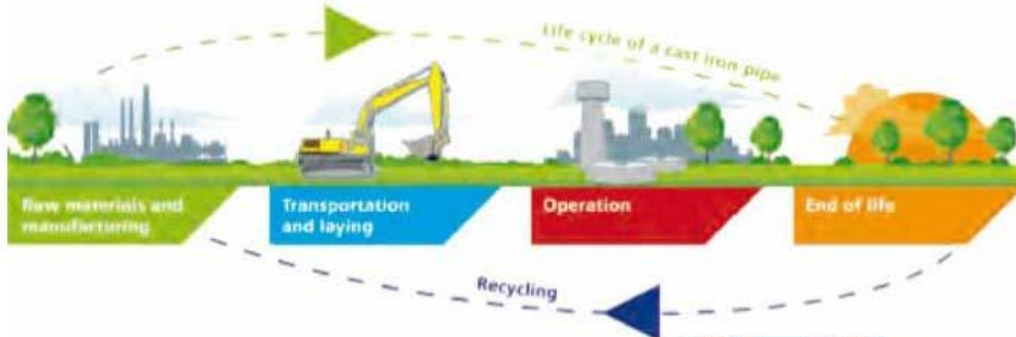 Life cycle of a cast iron pipe
Raw materials and
manufacturing
Transportation
and laying
Operation
End of life
Recycling